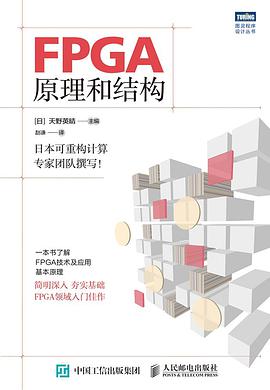 TURING
图灵程序
设计丛书
FPGA
原理和结构
[日] 天野英晴——主编
赵谦——译
日本可重构计算
专家团队撰写!
一本书了解
FPGA技术及应用
基本原理
简明深入 夯实基础
FPGA领域入门佳作
中国工信出版集团
人民邮电出版社
POSTS & TELECOM PRESS